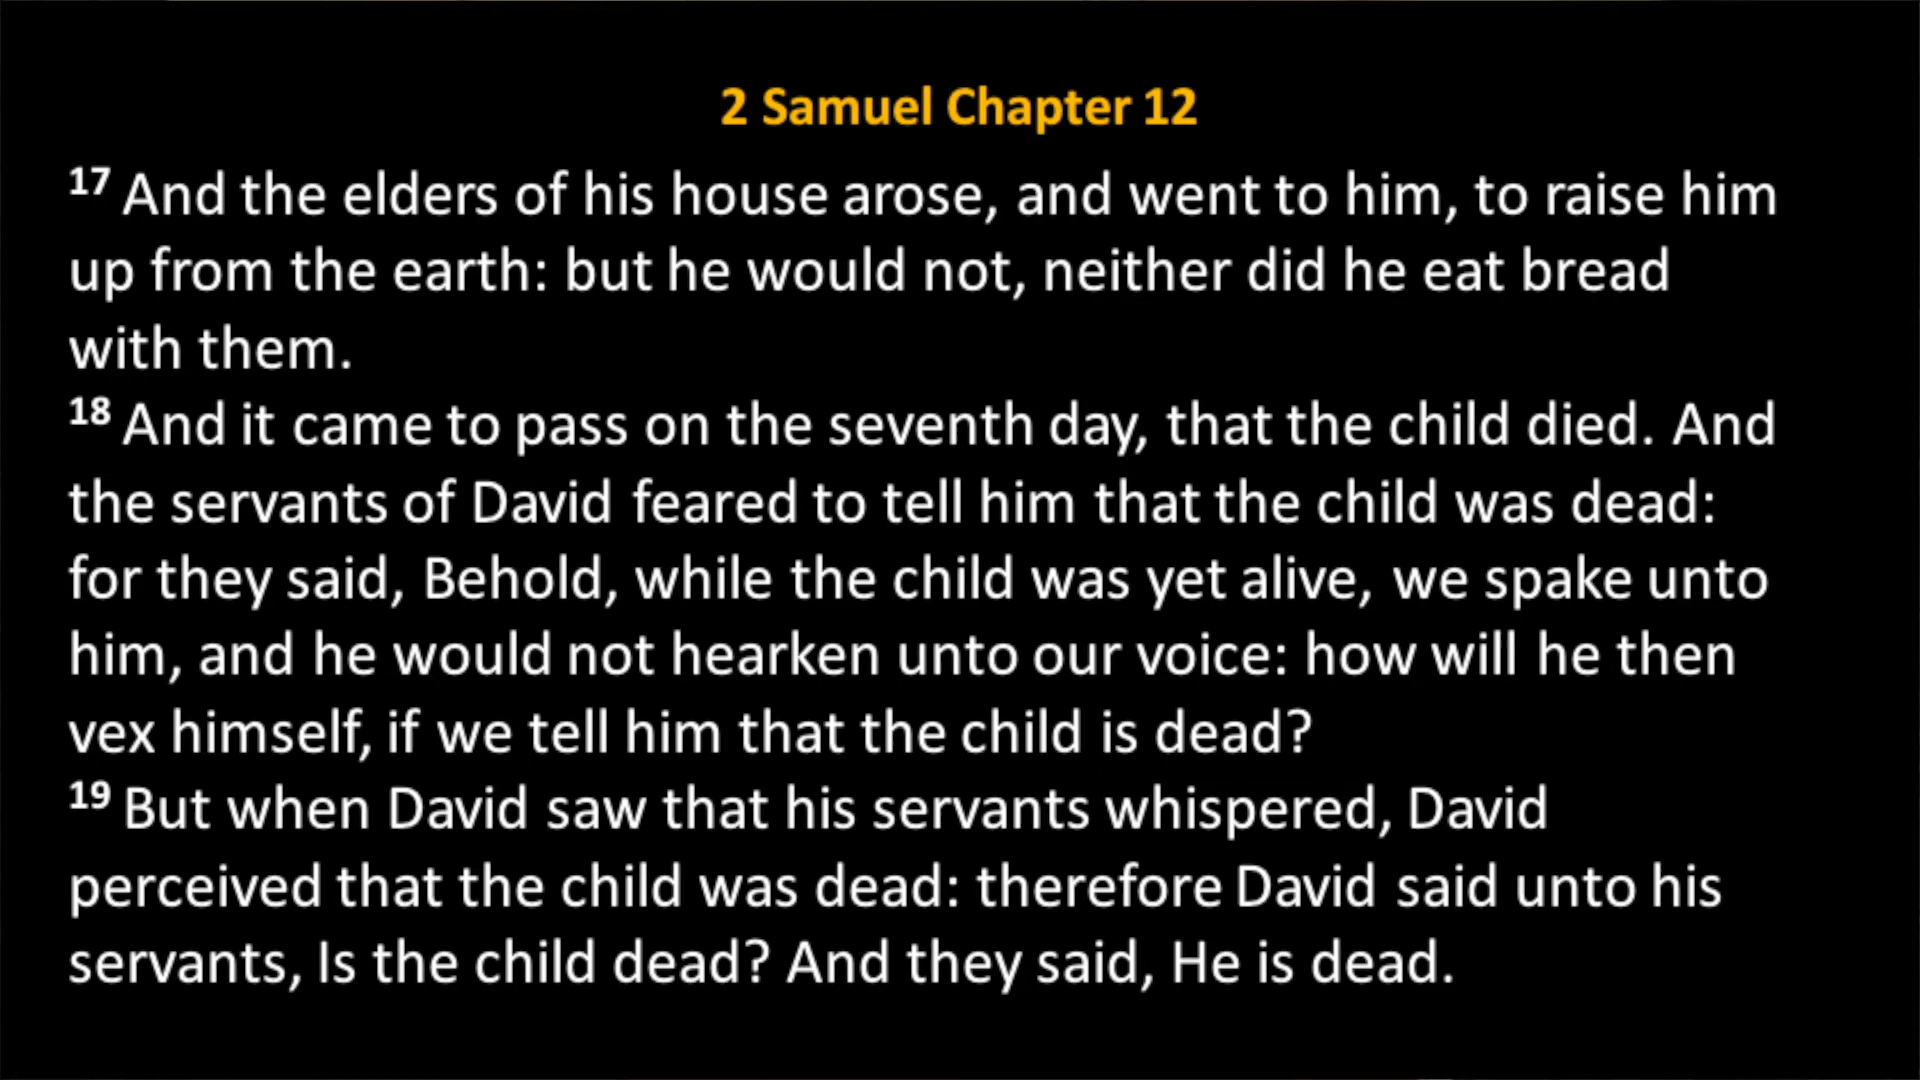 2 Samuel Chapter 12
17 And the elders of his house arose, and went to him, to raise him
up from the earth: but he would not, neither did he eat bread
with them.
18 And it came to pass on the seventh day, that the child died. And
the servants of David feared to tell him that the child was dead:
for they said, Behold, while the child was yet alive, we spake unto
him, and he would not hearken unto our voice: how will he then
vex himself, if we tell him that the child is dead?
19 But when David saw that his servants whispered, David
perceived that the child was dead: therefore David said unto his
servants, Is the child dead? And they said, He is dead.